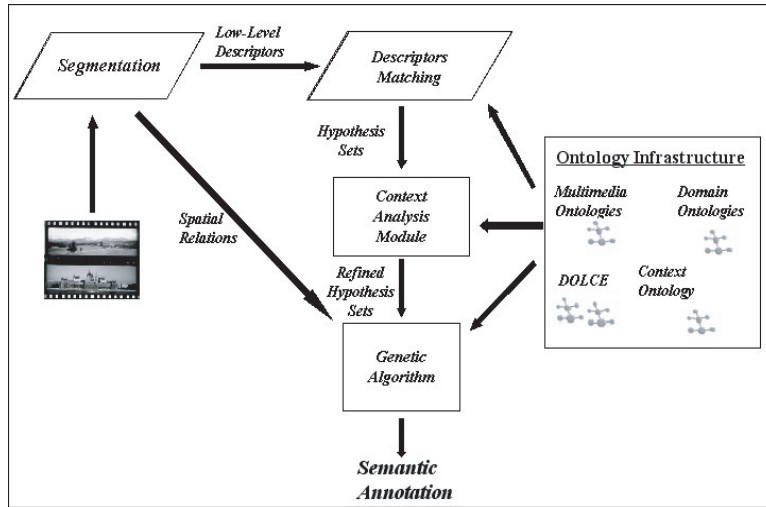 Low-Level
Descriptors
Segmentation
Descriptors
Matching
Hypothesis
Sets
Ontology Infrastructure
Multimedia
Ontologies
Domain
Ontologies
Context
Analysis
Module
Spatial
Relations
Refined
Hypothesis
Sets
DOLCE
Context
Ontology
Genetic
Algorithm
Semantic
Annotation